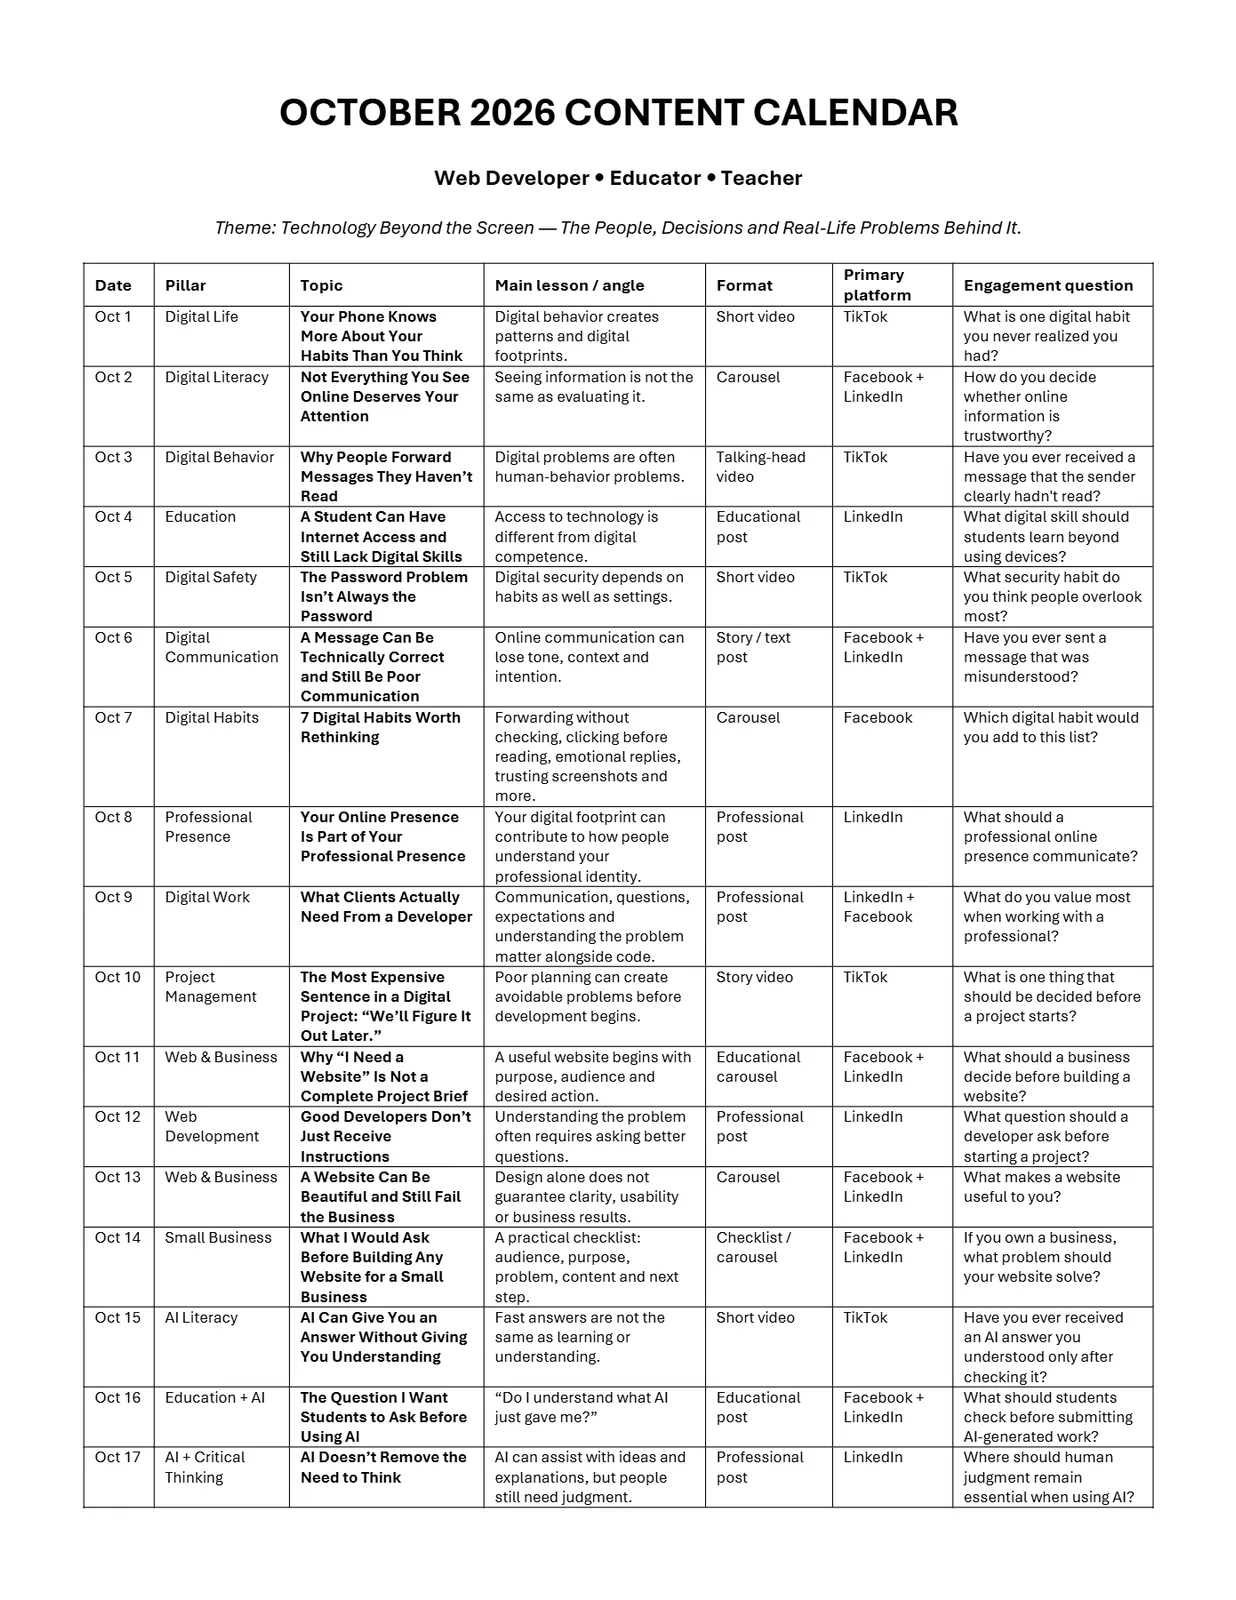 OCTOBER 2026 CONTENT CALENDAR
Web Developer • Educator • Teacher
Theme: Technology Beyond the Screen — The People, Decisions and Real-Life Problems Behind It.
Date
Pillar
Topic
Main lesson / angle
Format
Primary
platform
Engagement question
Oct 1
Digital Life
Your Phone Knows
More About Your
Habits Than You Think
Digital behavior creates
patterns and digital
footprints.
Short video
TikTok
What is one digital habit
you never realized you
had?
Oct 2
Digital Literacy
Not Everything You See
Online Deserves Your
Attention
Seeing information is not the
same as evaluating it.
Carousel
Facebook +
LinkedIn
How do you decide
whether online
information is
trustworthy?
Oct 3
Digital Behavior
Why People Forward
Messages They Haven’t
Read
Digital problems are often
human-behavior problems.
Talking-head
video
TikTok
Have you ever received a
message that the sender
clearly hadn't read?
Oct 4
Education
A Student Can Have
Internet Access and
Still Lack Digital Skills
Access to technology is
different from digital
competence.
Educational
post
LinkedIn
What digital skill should
students learn beyond
using devices?
Oct 5
Digital Safety
The Password Problem
Isn’t Always the
Password
Digital security depends on
habits as well as settings.
Short video
TikTok
What security habit do
you think people overlook
most?
Oct 6
Digital
Communication
A Message Can Be
Technically Correct
and Still Be Poor
Communication
Online communication can
lose tone, context and
intention.
Story / text
post
Facebook +
LinkedIn
Have you ever sent a
message that was
misunderstood?
Oct 7
Digital Habits
7 Digital Habits Worth
Rethinking
Forwarding without
checking, clicking before
reading, emotional replies,
trusting screenshots and
more.
Carousel
Facebook
Which digital habit would
you add to this list?
Oct 8
Professional
Presence
Your Online Presence
Is Part of Your
Professional Presence
Your digital footprint can
contribute to how people
understand your
professional identity.
Professional
post
LinkedIn
What should a
professional online
presence communicate?
Oct 9
Digital Work
What Clients Actually
Need From a Developer
Communication, questions,
expectations and
understanding the problem
matter alongside code.
Professional
post
LinkedIn +
Facebook
What do you value most
when working with a
professional?
Oct 10
Project
Management
The Most Expensive
Sentence in a Digital
Project: “We’ll Figure It
Out Later.”
Poor planning can create
avoidable problems before
development begins.
Story video
TikTok
What is one thing that
should be decided before
a project starts?
Oct 11
Web & Business
Why “I Need a
Website” Is Not a
Complete Project Brief
A useful website begins with
purpose, audience and
desired action.
Educational
carousel
Facebook +
LinkedIn
What should a business
decide before building a
website?
Oct 12
Web
Development
Good Developers Don’t
Just Receive
Instructions
Understanding the problem
often requires asking better
questions.
Professional
post
LinkedIn
What question should a
developer ask before
starting a project?
Oct 13
Web & Business
A Website Can Be
Beautiful and Still Fail
the Business
Design alone does not
guarantee clarity, usability
or business results.
Carousel
Facebook +
LinkedIn
What makes a website
useful to you?
Oct 14
Small Business
What I Would Ask
Before Building Any
Website for a Small
Business
A practical checklist:
audience, purpose,
problem, content and next
step.
Checklist /
carousel
Facebook +
LinkedIn
If you own a business,
what problem should
your website solve?
Oct 15
AI Literacy
AI Can Give You an
Answer Without Giving
You Understanding
Fast answers are not the
same as learning or
understanding.
Short video
TikTok
Have you ever received
an AI answer you
understood only after
checking it?
Oct 16
Education + AI
The Question I Want
Students to Ask Before
Using AI
“Do I understand what AI
just gave me?”
Educational
post
Facebook +
LinkedIn
What should students
check before submitting
AI-generated work?
Oct 17
AI + Critical
Thinking
AI Doesn’t Remove the
Need to Think
AI can assist with ideas and
explanations, but people
still need judgment.
Professional
post
LinkedIn
Where should human
judgment remain
essential when using AI?